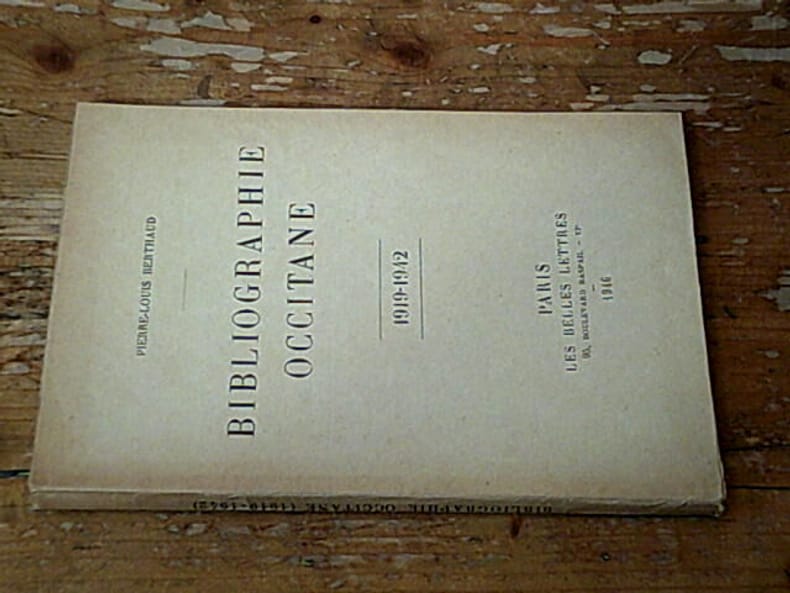 PIERRE-LOUIS BERTHAUD
BIBLIOGRAPHIE
OCCITANE
1919-1942
PARIS
LES BELLES LETTRES
95, BOULEVARD RASPAIL - VIᵉ
1946
BIBLIOGRAPHIE OCCITANE (1919-1942)